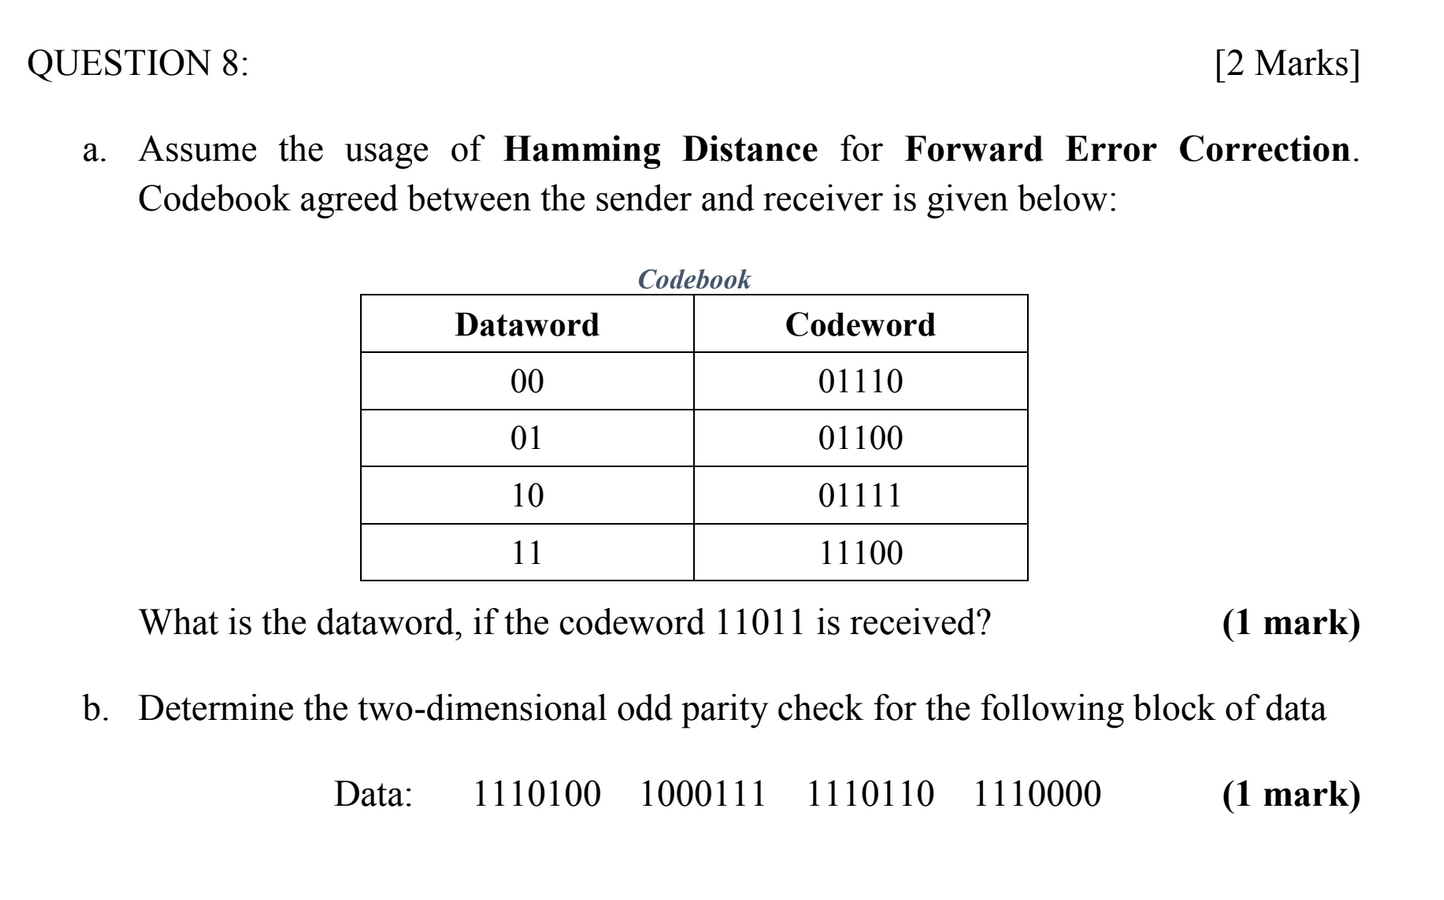 QUESTION 8: [2 Marks]
a. Assume the usage of Hamming Distance for Forward Error Correction.
Codebook agreed between the sender and receiver is given below:
Codebook
Dataword Codeword
00 01110
01 01100
10 01111
11 11100
What is the dataword, if the codeword 11011 is received? (1 mark)
b. Determine the two-dimensional odd parity check for the following block of data
Data: 1110100 1000111 1110110 1110000 (1 mark)